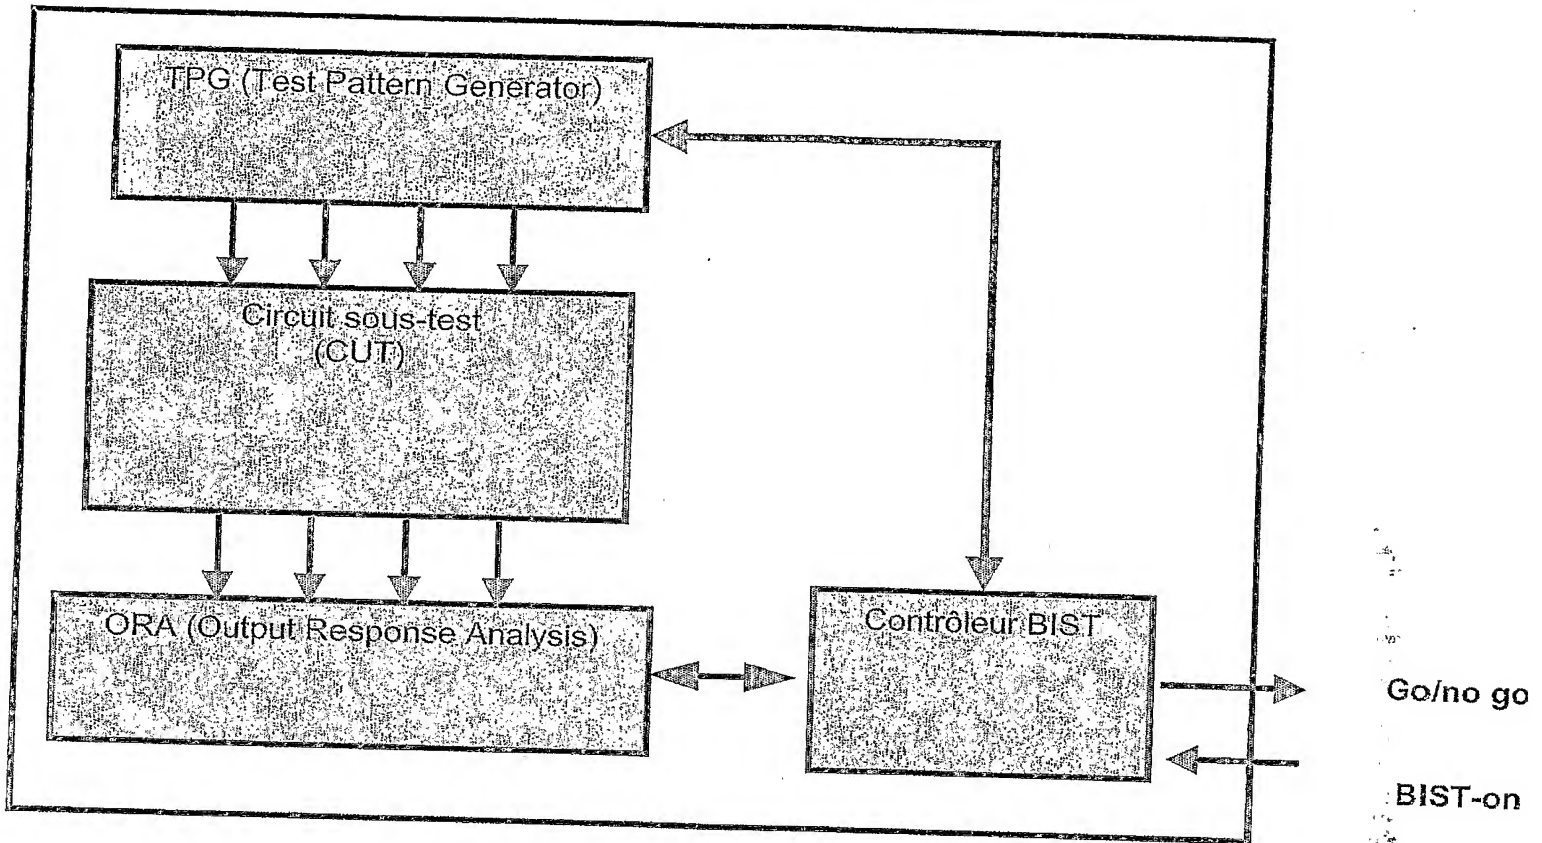 TPG (Test Pattern Generator)
Circuit sous-test
(CUT)
ORA (Output Response Analysis)
Contrôleur BIST
Go/no go
BIST-on